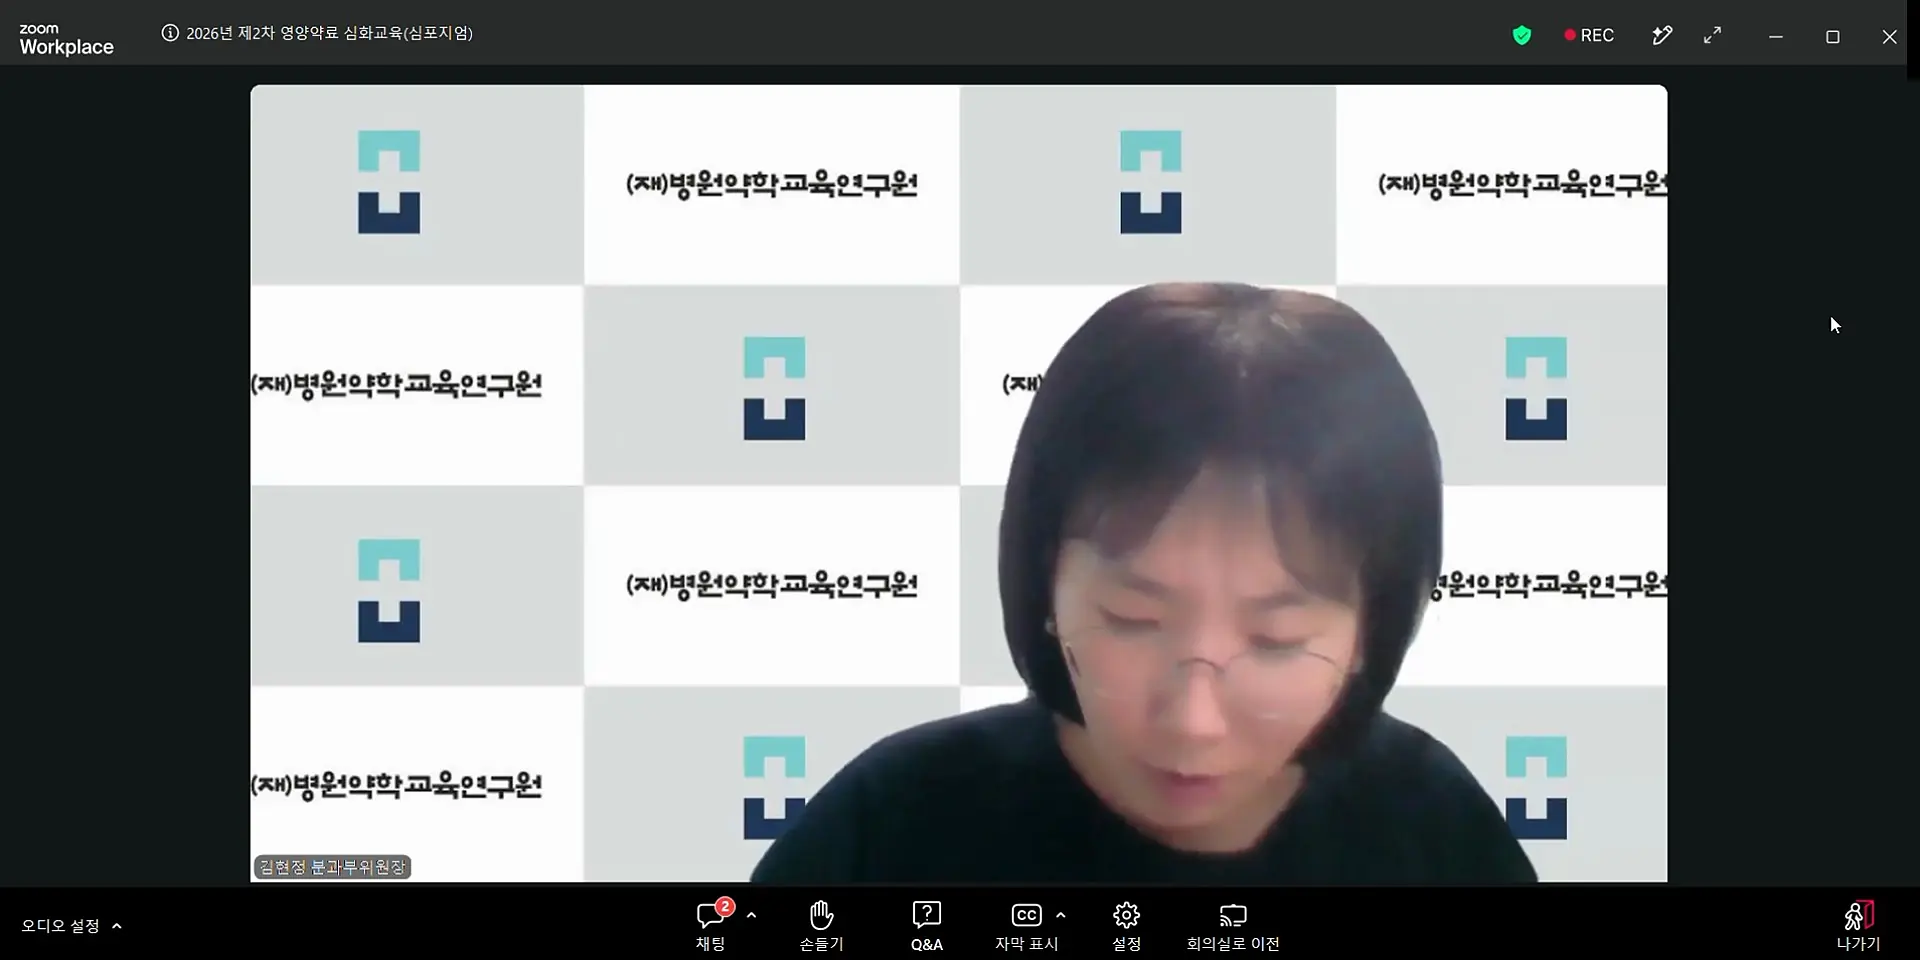 zoom
Workplace
2026년 제2차 영양약료 심화교육(심포지엄)
REC
(재)병원약학교육연구원
(재)병원약학교육연구원
(재)병원약학교육연구원
(재)
(재)병원약학교육연구원
병원약학교육연구원
(재)병원약학교육연구원
김현정 분과부위원장
오디오 설정
2
채팅
손들기
Q&A
CC
자막 표시
설정
회의실로 이전
나가기